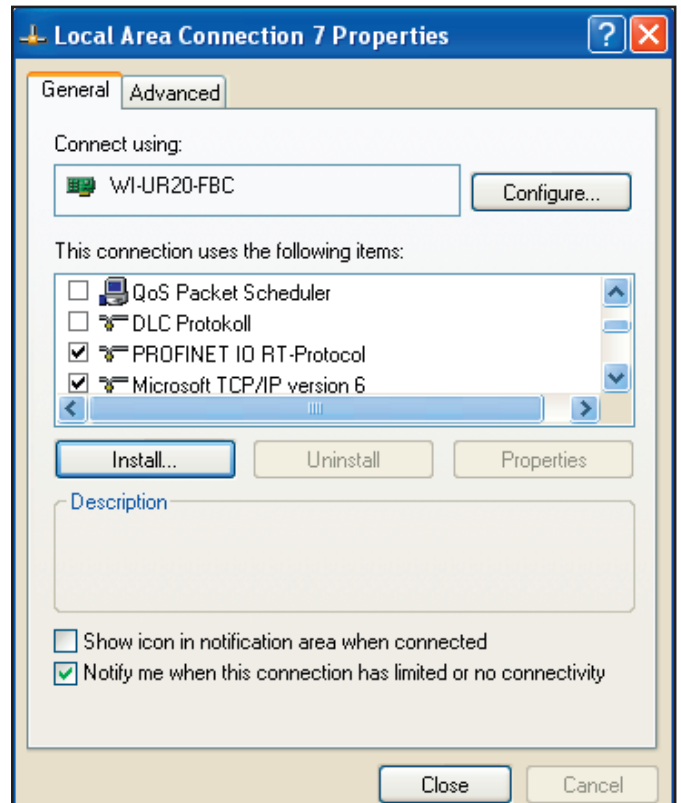 Local Area Connection 7 Properties
General Advanced
Connect using:
WI-UR20-FBC Configure...
This connection uses the following items:
QoS Packet Scheduler
DLC Protokoll
PROFINET IO RT-Protocol
Microsoft TCP/IP version 6
Install... Uninstall Properties
Description
Show icon in notification area when connected
Notify me when this connection has limited or no connectivity
Close Cancel